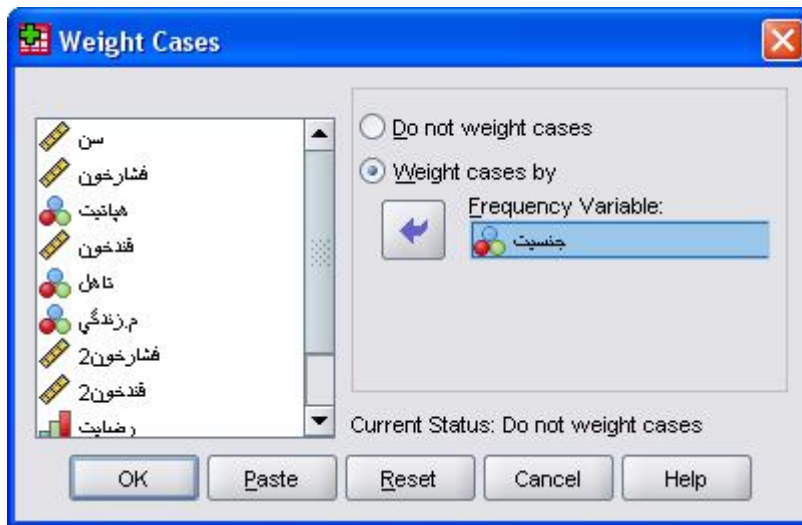 Weight Cases
سن
فشارخون
هپاتیت
قندخون
تاهل
م.زندگي
فشارخون2
قندخون2
رضایت
Do not weight cases
Weight cases by
Frequency Variable:
جنسیت
Current Status: Do not weight cases
OK
Paste
Reset
Cancel
Help